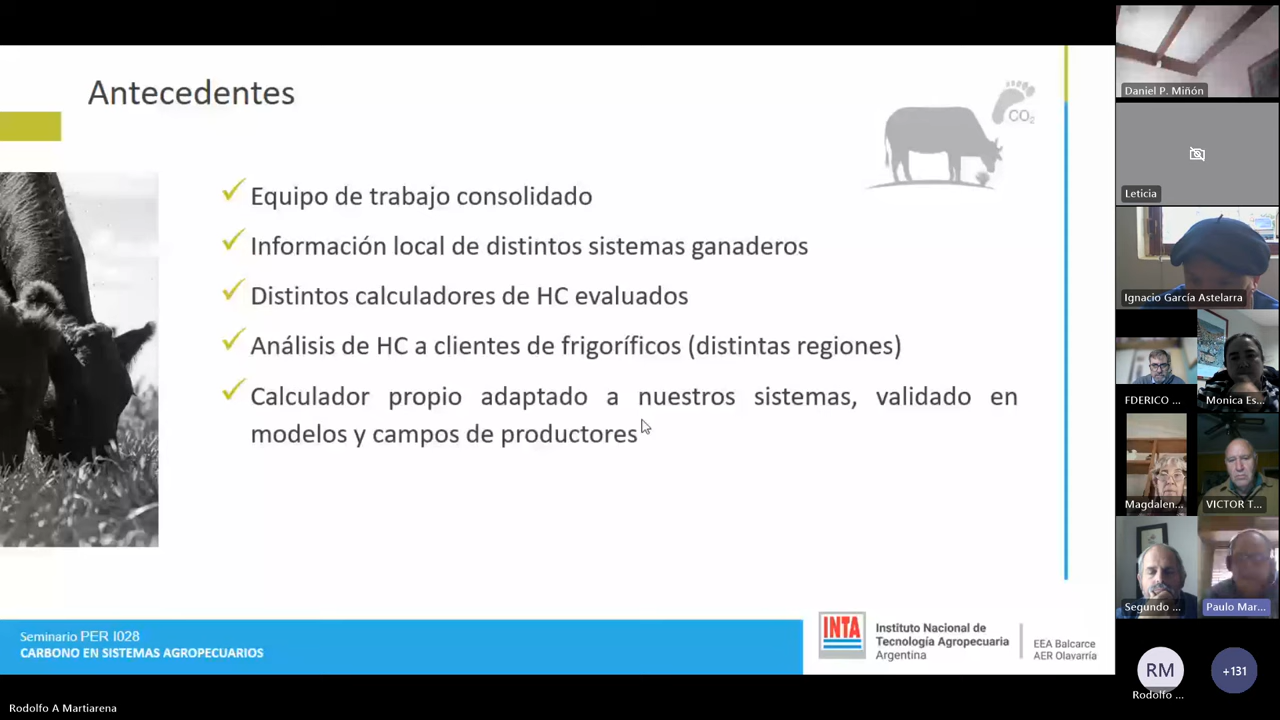 Antecedentes
CO₂
Equipo de trabajo consolidado
Información local de distintos sistemas ganaderos
Distintos calculadores de HC evaluados
Análisis de HC a clientes de frigoríficos (distintas regiones)
Calculador propio adaptado a nuestros sistemas, validado en
modelos y campos de productores
Seminario PER I028
CARBONO EN SISTEMAS AGROPECUARIOS
INTA
Instituto Nacional de
Tecnología Agropecuaria
Argentina
EEA Balcarce
AER Olavarría
Rodolfo A Martiarena
Daniel P. Miñón
Leticia
Ignacio García Astelarra
FDERICO ...
Monica Es...
Magdalen...
VICTOR T...
Segundo ...
Paulo Mar...
RM
Rodolfo ...
+131